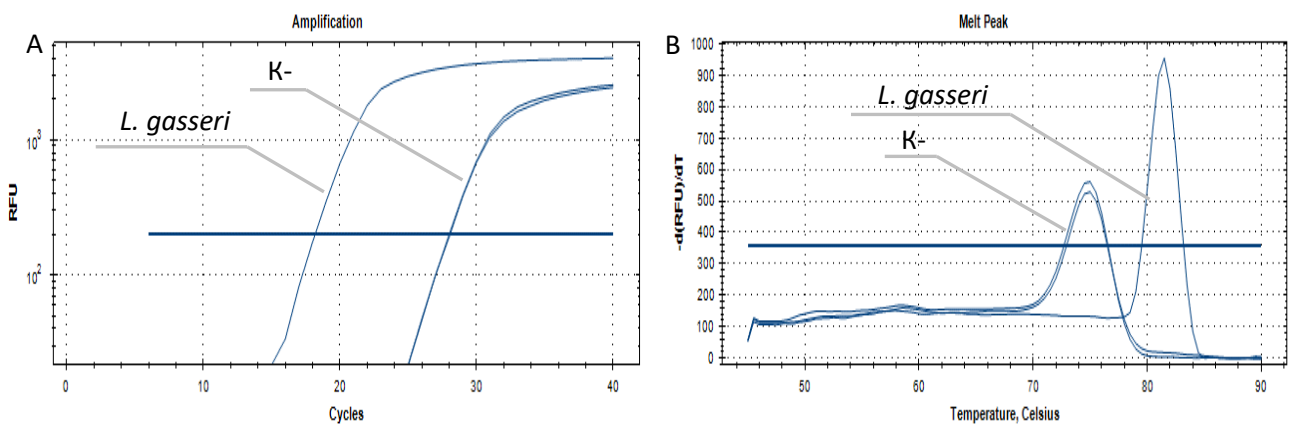 A
Amplification
K-
L. gasseri
10³
10²
RFU
0 10 20 30 40
Cycles
B
Melt Peak
1000
900
800
700
600
500
400
300
200
100
0
L. gasseri
K-
-d(RFU)/dT
50 60 70 80 90
Temperature, Celsius